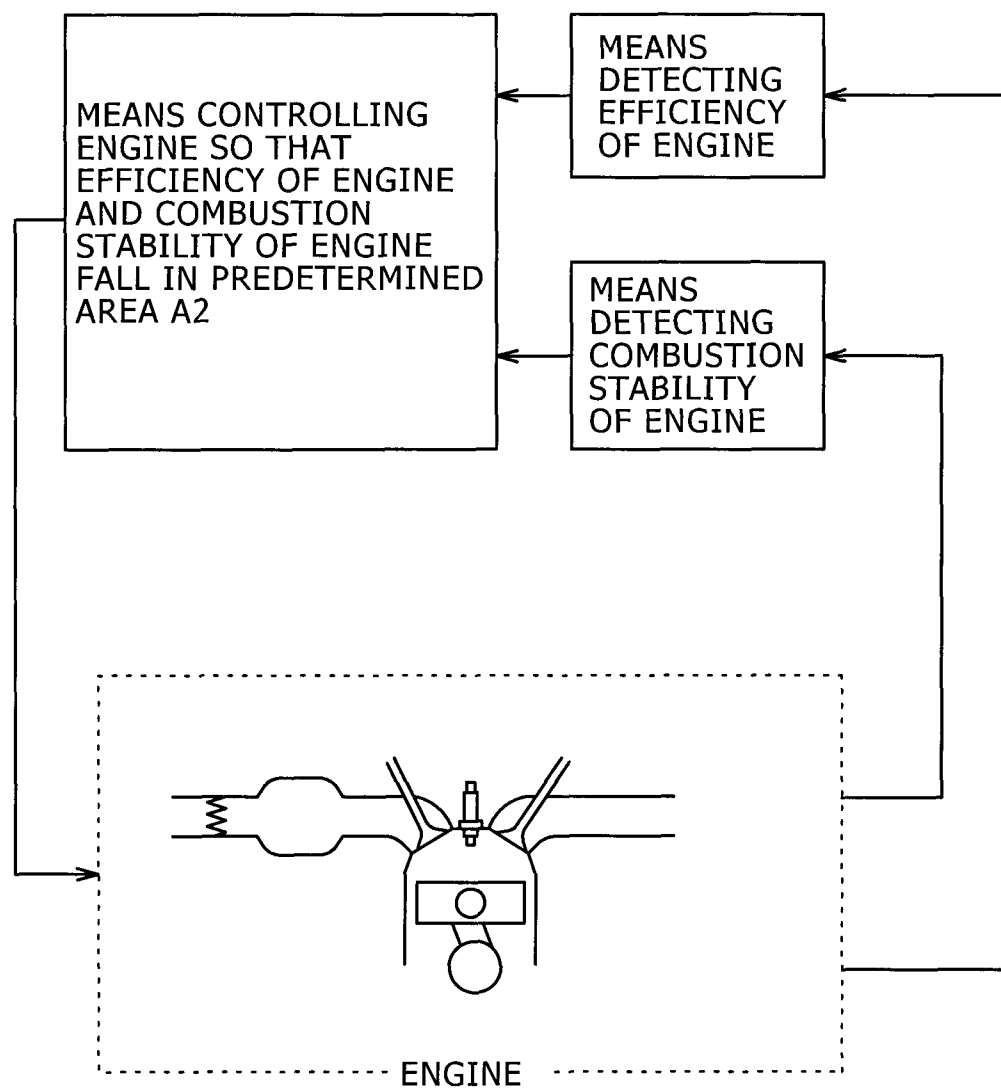 MEANS CONTROLLING
ENGINE SO THAT
EFFICIENCY OF ENGINE
AND COMBUSTION
STABILITY OF ENGINE
FALL IN PREDETERMINED
AREA A2
MEANS
DETECTING
EFFICIENCY
OF ENGINE
MEANS
DETECTING
COMBUSTION
STABILITY
OF ENGINE
ENGINE